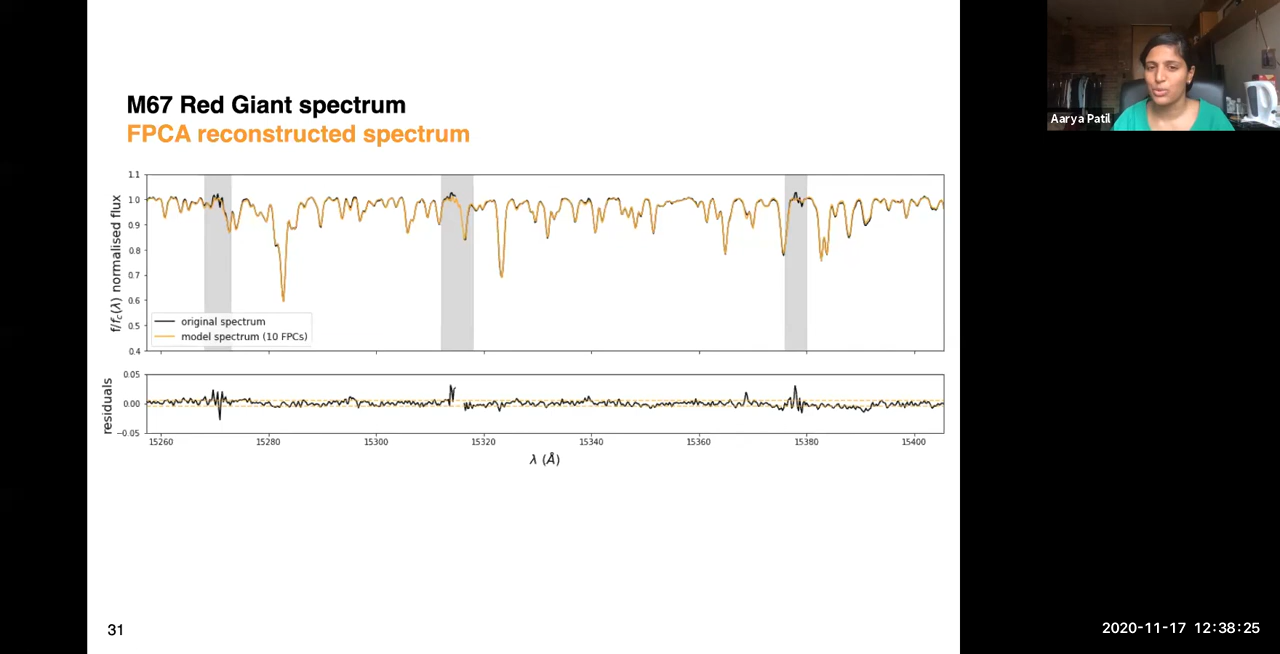 M67 Red Giant spectrum
FPCA reconstructed spectrum
Aarya Patil
1.1
1.0
0.9
0.8
0.7
0.6
0.5
0.4
f/fc(λ) normalised flux
original spectrum
model spectrum (10 FPCs)
0.05
0.00
−0.05
residuals
15260 15280 15300 15320 15340 15360 15380 15400
λ (Å)
31
2020-11-17 12:38:25